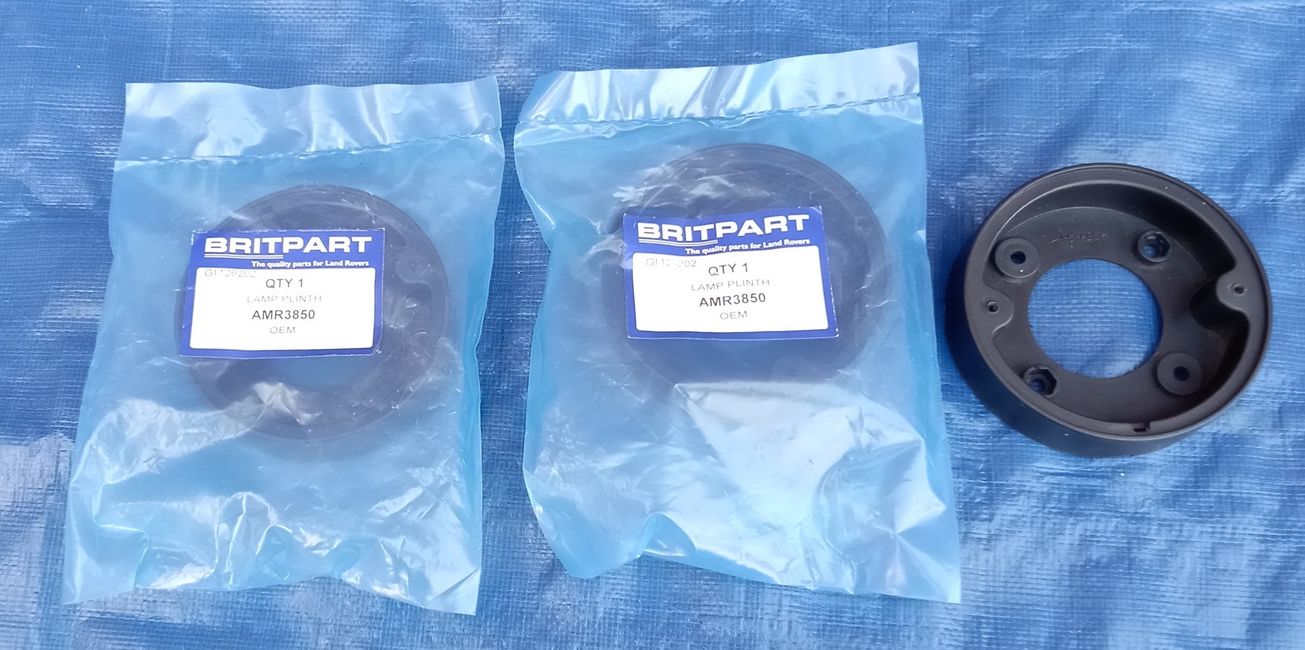 BRITPART
The quality parts for Land Rovers
GI126202
QTY 1
LAMP PLINTH
AMR3850
OEM
BRITPART
The quality parts for Land Rovers
QTY 1
LAMP PLINTH
AMR3850
OEM